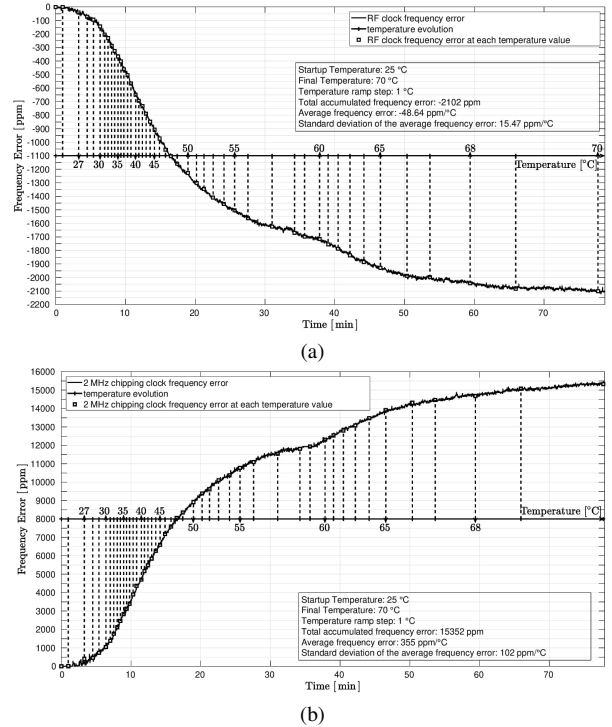 0
-100
-200
-300
-400
-500
-600
-700
-800
-900
-1000
-1100
-1200
-1300
-1400
-1500
-1600
-1700
-1800
-1900
-2000
-2100
-2200
Frequency Error [ppm]
RF clock frequency error
temperature evolution
RF clock frequency error at each temperature value
Startup Temperature: 25 °C
Final Temperature: 70 °C
Temperature ramp step: 1 °C
Total accumulated frequency error: -2102 ppm
Average frequency error: -48.64 ppm/°C
Standard deviation of the average frequency error: 15.47 ppm/°C
50 55 60 65 68 70
27 30 35 40 45 Temperature [°C]
0 10 20 30 40 50 60 70
Time [min]
(a)
16000
15000
14000
13000
12000
11000
10000
9000
8000
7000
6000
5000
4000
3000
2000
1000
0
Frequency Error [ppm]
2 MHz chipping clock frequency error
temperature evolution
2 MHz chipping clock frequency error at each temperature value
27 30 35 40 45 Temperature [°C]
50 55 60 65 68
Startup Temperature: 25 °C
Final Temperature: 70 °C
Temperature ramp step: 1 °C
Total accumulated frequency error: 15352 ppm
Average frequency error: 355 ppm/°C
Standard deviation of the average frequency error: 102 ppm/°C
0 10 20 30 40 50 60 70
Time [min]
(b)